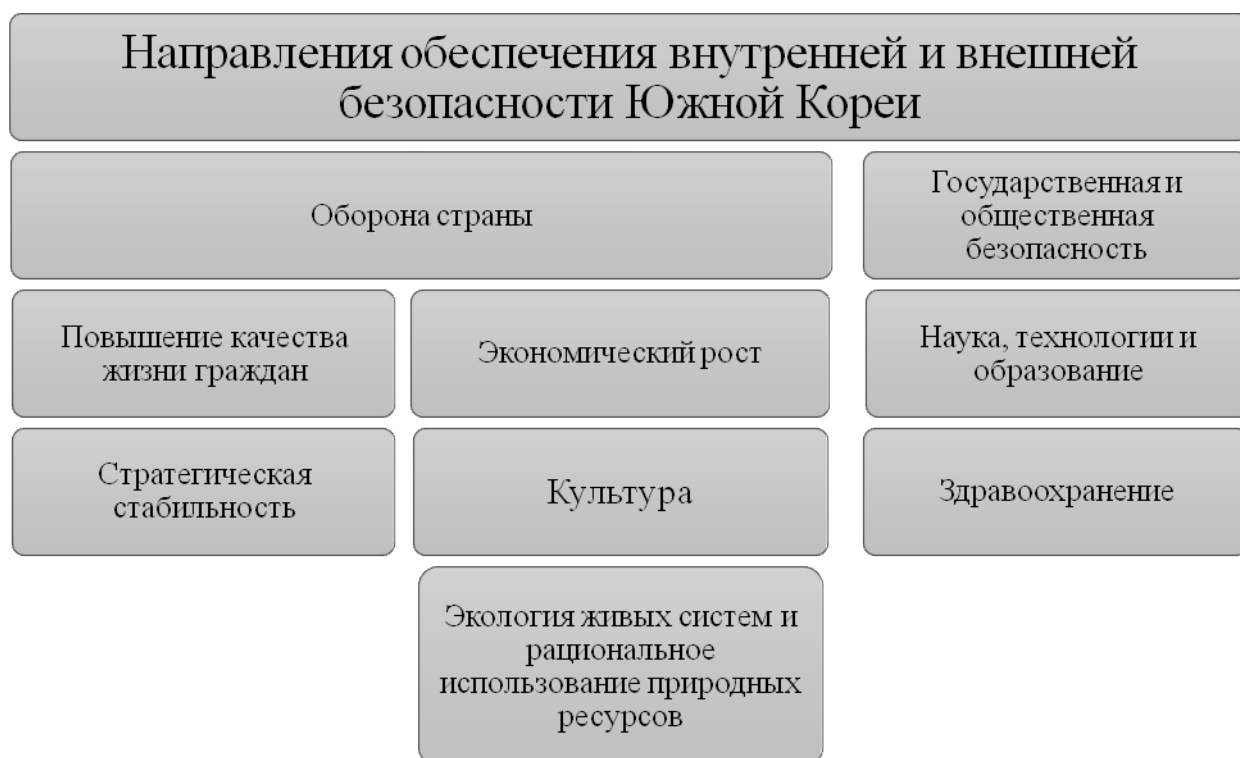 Направления обеспечения внутренней и внешней
безопасности Южной Кореи
Оборона страны
Государственная и
общественная
безопасность
Повышение качества
жизни граждан
Экономический рост
Наука, технологии и
образование
Стратегическая
стабильность
Культура
Здравоохранение
Экология живых систем и
рациональное
использование природных
ресурсов